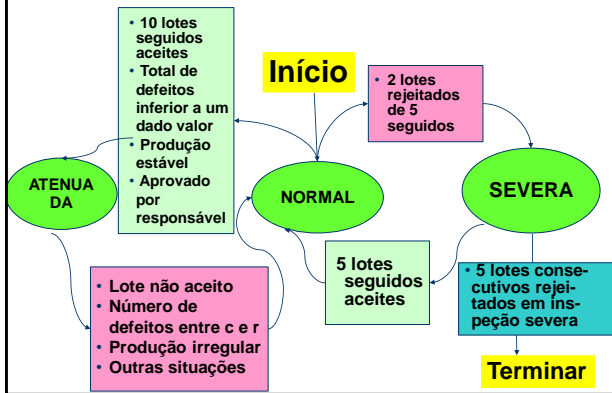 • 10 lotes
seguidos
aceites
• Total de
defeitos
inferior a um
dado valor
• Produção
estável
• Aprovado
por
responsável
Início
• 2 lotes
rejeitados
de 5
seguidos
ATENUA
DA
NORMAL
SEVERA
5 lotes
seguidos
aceites
• Lote não aceito
• Número de
defeitos entre c e r
• Produção irregular
• Outras situações
• 5 lotes conse-
cutivos rejei-
tados em ins-
peção severa
Terminar